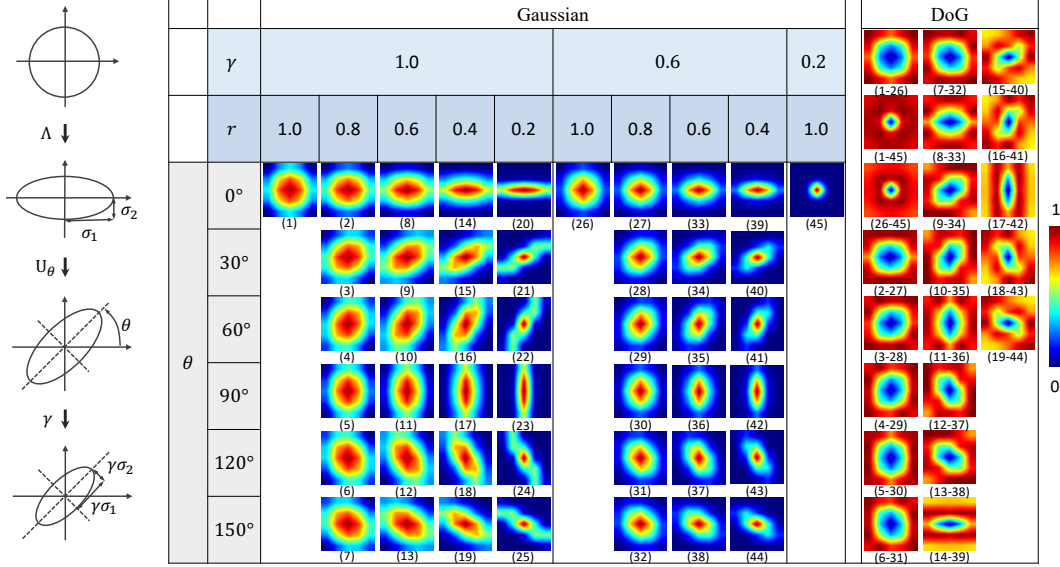 Gaussian DoG
γ 1.0 0.6 0.2
r 1.0 0.8 0.6 0.4 0.2 1.0 0.8 0.6 0.4 1.0
θ
0°
(1) (2) (8) (14) (20) (26) (27) (33) (39) (45)
30°
(3) (9) (15) (21) (28) (34) (40)
60°
(4) (10) (16) (22) (29) (35) (41)
90°
(5) (11) (17) (23) (30) (36) (42)
120°
(6) (12) (18) (24) (31) (37) (43)
150°
(7) (13) (19) (25) (32) (38) (44)
Λ
σ2
σ1
Uθ
θ
γ
γσ2
γσ1
(1-26) (7-32) (15-40)
(1-45) (8-33) (16-41)
(26-45) (9-34) (17-42)
(2-27) (10-35) (18-43)
(3-28) (11-36) (19-44)
(4-29) (12-37)
(5-30) (13-38)
(6-31) (14-39)
1
0